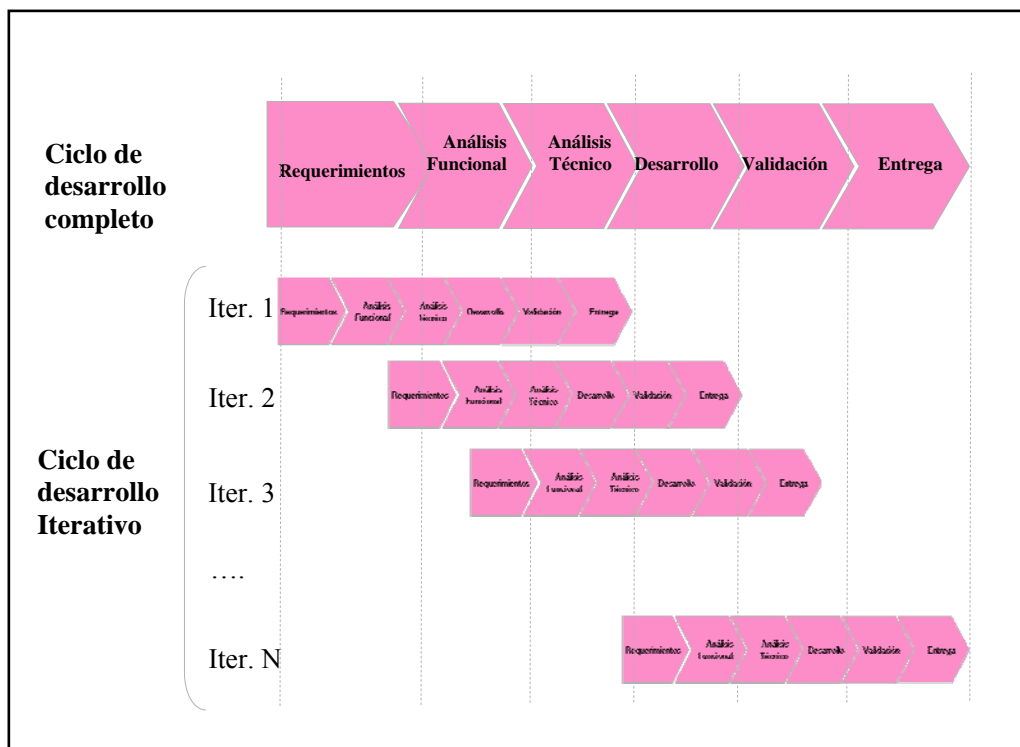 Ciclo de
desarrollo
completo
Requerimientos
Análisis
Funcional
Análisis
Técnico
Desarrollo
Validación
Entrega
Iter. 1
Requerimientos
Análisis
Funcional
Análisis
Técnico
Desarrollo
Validación
Entrega
Iter. 2
Requerimientos
Análisis
Funcional
Análisis
Técnico
Desarrollo
Validación
Entrega
Ciclo de
desarrollo
Iterativo
Iter. 3
Requerimientos
Análisis
Funcional
Análisis
Técnico
Desarrollo
Validación
Entrega
....
Iter. N
Requerimientos
Análisis
Funcional
Análisis
Técnico
Desarrollo
Validación
Entrega